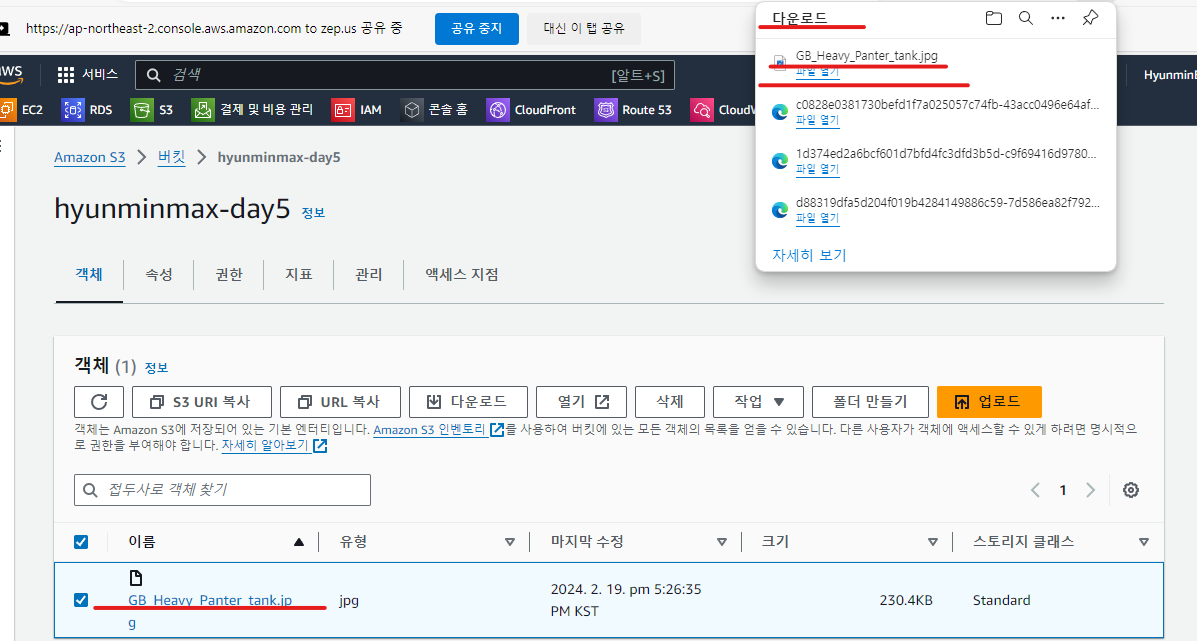 https://ap-northeast-2.console.aws.amazon.com to zep.us 공유 중
공유 중지
대신 이 탭 공유
다운로드
GB_Heavy_Panter_tank.jpg
파일 열기
c0828e0381730befd1f7a025057c74fb-43acc0496e64af...
파일 열기
1d374ed2a6bcf601d7bfd4fc3dfd3b5d-c9f69416d9780...
파일 열기
d88319dfa5d204f019b4284149886c59-7d586ea82f792...
파일 열기
자세히 보기
서비스
검색
[알트+S]
EC2
RDS
S3
결제 및 비용 관리
IAM
콘솔 홈
CloudFront
Route 53
Amazon S3
버킷
hyunminmax-day5
hyunminmax-day5
정보
객체
속성
권한
지표
관리
액세스 지점
객체 (1)
정보
S3 URI 복사
URL 복사
다운로드
열기
삭제
작업
폴더 만들기
업로드
객체는 Amazon S3에 저장되어 있는 기본 엔터티입니다. Amazon S3 인벤토리 를 사용하여 버킷에 있는 모든 객체의 목록을 얻을 수 있습니다. 다른 사용자가 객체에 액세스할 수 있게 하려면 명시적으
로 권한을 부여해야 합니다. 자세히 알아보기
접두사로 객체 찾기
1
이름
유형
마지막 수정
크기
스토리지 클래스
GB_Heavy_Panter_tank.jp
g
jpg
2024. 2. 19. pm 5:26:35
PM KST
230.4KB
Standard